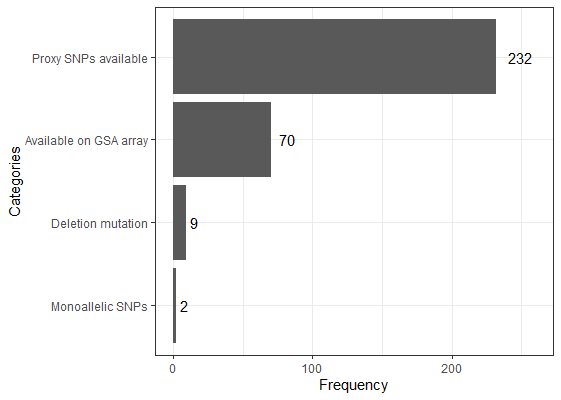 Proxy SNPs available
232
Available on GSA array
70
Deletion mutation
9
Monoallelic SNPs
2
Categories
0
100
200
Frequency